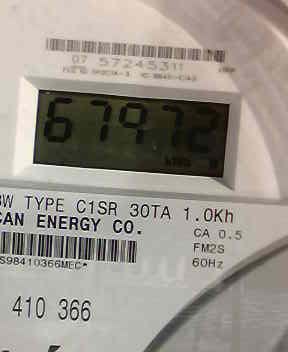 07 57245311
67972
3W TYPE C1SR 30TA 1.0Kh
CAN ENERGY CO.
CA 0.5
FM2S
60Hz
S98410366MEC*
410 366